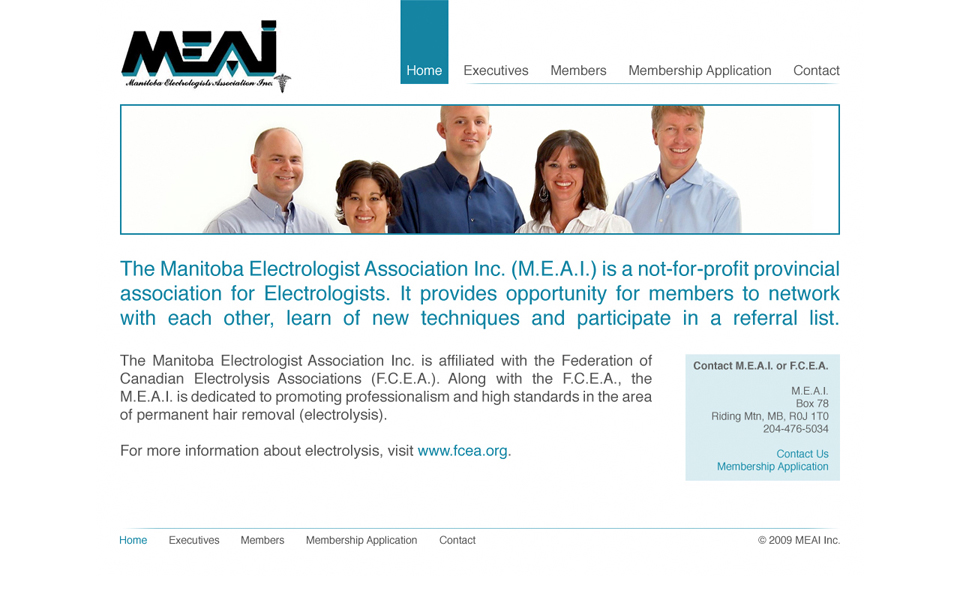 MEAI
Manitoba Electrologists Association Inc.
Home Executives Members Membership Application Contact
The Manitoba Electrologist Association Inc. (M.E.A.I.) is a not-for-profit provincial
association for Electrologists. It provides opportunity for members to network
with each other, learn of new techniques and participate in a referral list.
The Manitoba Electrologist Association Inc. is affiliated with the Federation of
Canadian Electrolysis Associations (F.C.E.A.). Along with the F.C.E.A., the
M.E.A.I. is dedicated to promoting professionalism and high standards in the area
of permanent hair removal (electrolysis).
For more information about electrolysis, visit www.fcea.org.
Contact M.E.A.I. or F.C.E.A.
M.E.A.I.
Box 78
Riding Mtn, MB, R0J 1T0
204-476-5034
Contact Us
Membership Application
Home Executives Members Membership Application Contact © 2009 MEAI Inc.